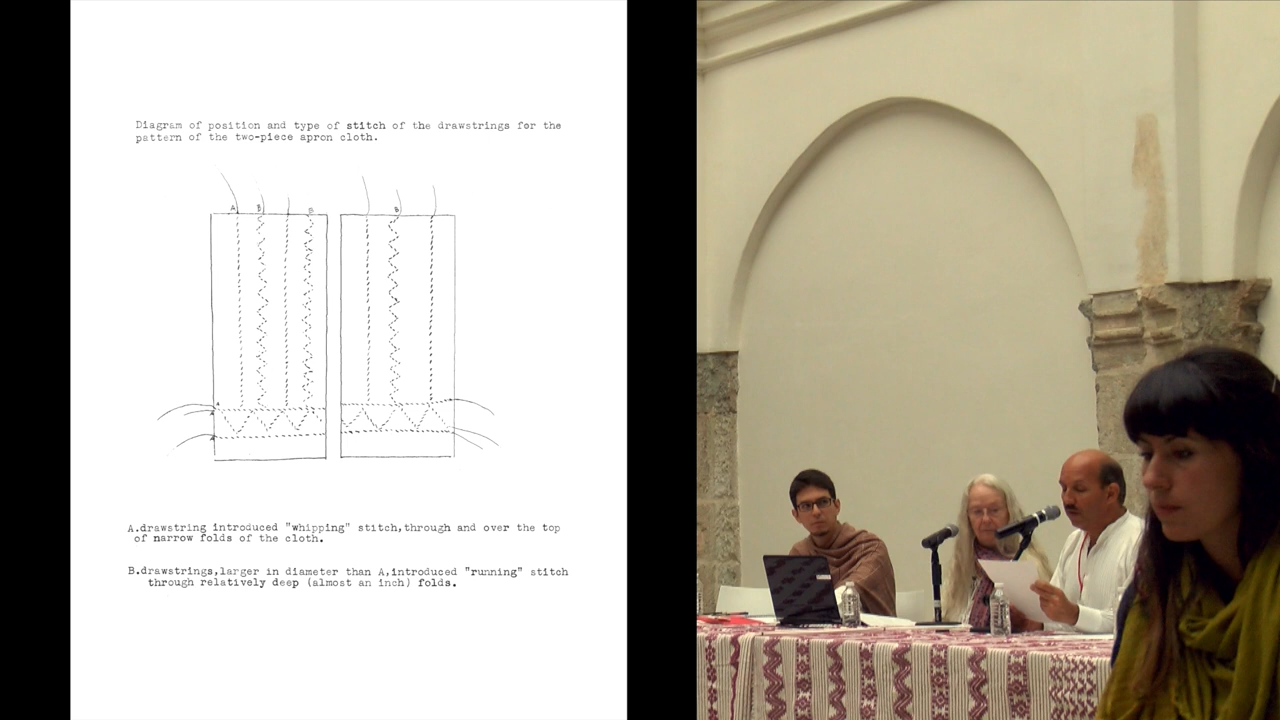 Diagram of position and type of stitch of the drawstrings for the
pattern of the two-piece apron cloth.
A B B B
A
A
A
A.drawstring introduced "whipping" stitch,through and over the top
of narrow folds of the cloth.
B.drawstrings,larger in diameter than A,introduced "running" stitch
through relatively deep (almost an inch) folds.